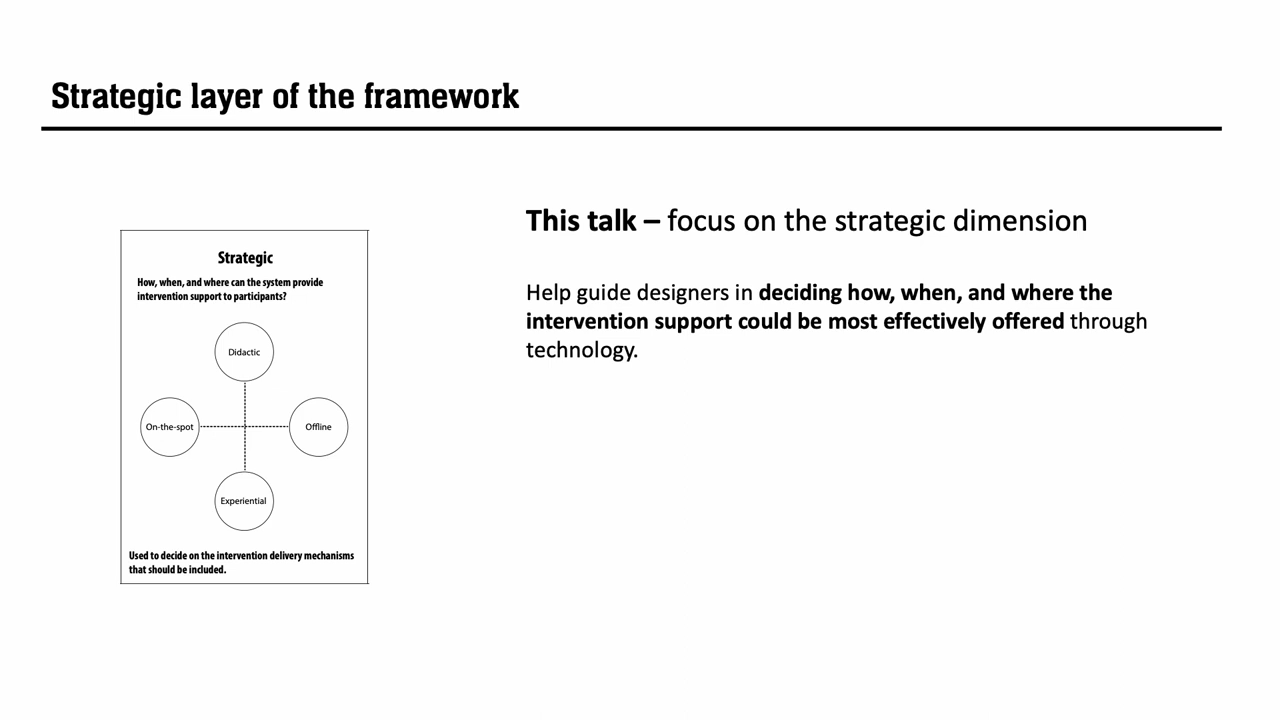 Strategic layer of the framework
Strategic
How, when, and where can the system provide
intervention support to participants?
Didactic
On-the-spot
Offline
Experiential
Used to decide on the intervention delivery mechanisms
that should be included.
This talk – focus on the strategic dimension
Help guide designers in deciding how, when, and where the
intervention support could be most effectively offered through
technology.